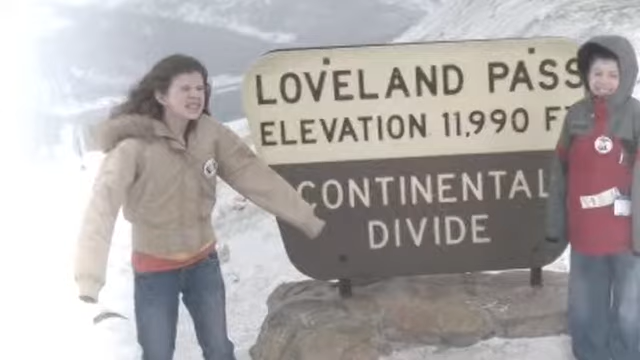 LOVELAND PASS
ELEVATION 11,990 F
CONTINENTAL
DIVIDE